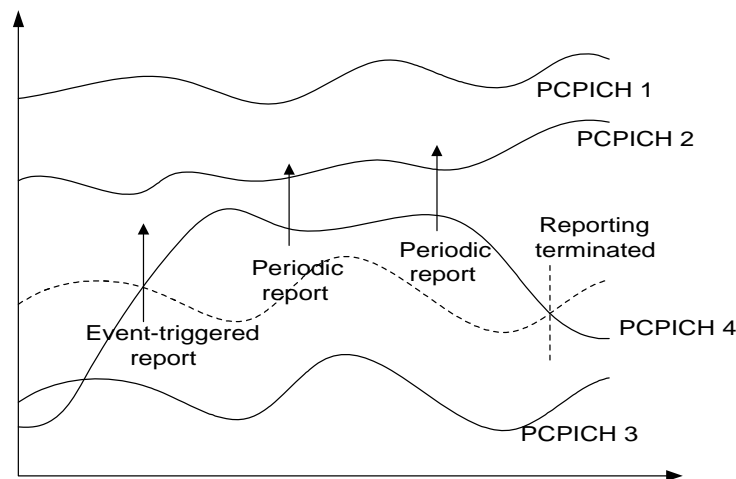 PCPICH 1
PCPICH 2
Reporting
terminated
Periodic
report
Periodic
report
Event-triggered
report
PCPICH 4
PCPICH 3